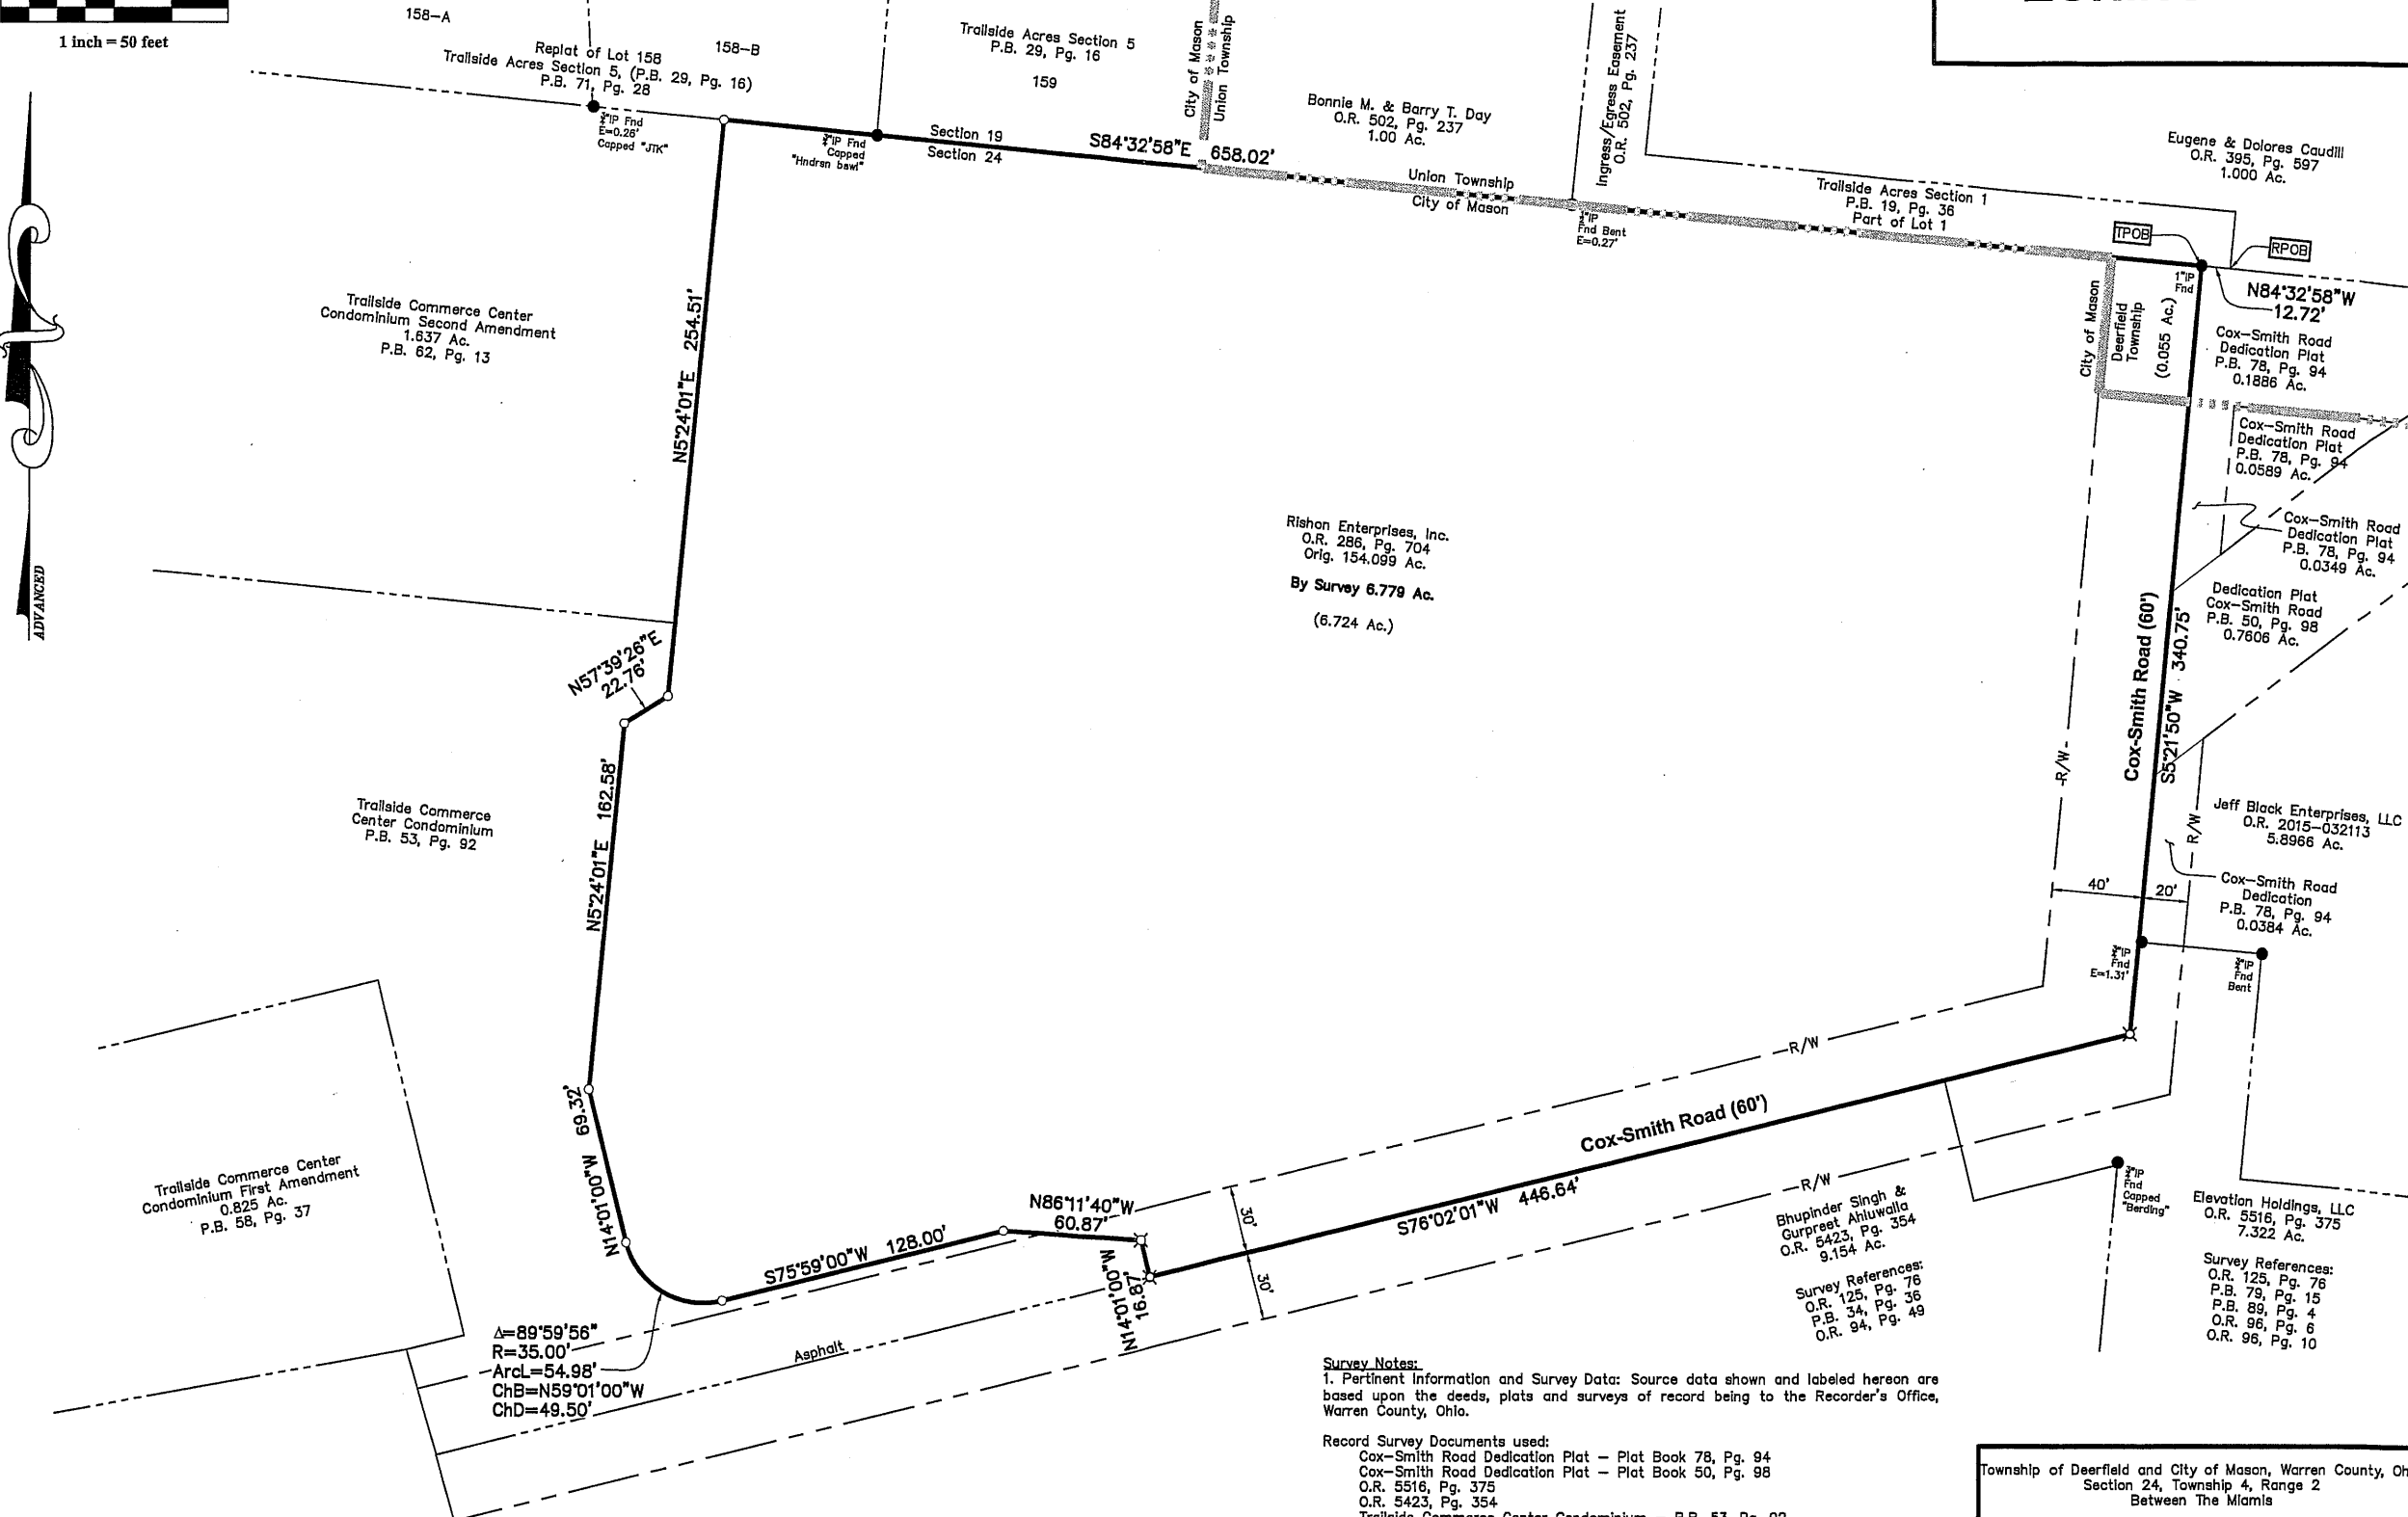 1 inch = 50 feet
158-A
Replat of Lot 158
Trailside Acres Section 5, (P.B. 29, Pg. 16)
P.B. 71, Pg. 28
158-B
Trailside Acres Section 5
P.B. 29, Pg. 16
159
City of Mason
Union Township
Bonnie M. & Barry T. Day
O.R. 502, Pg. 237
1.00 Ac.
Ingress/Egress Easement
O.R. 502, Pg. 237
Eugene & Dolores Caudill
O.R. 395, Pg. 597
1.000 Ac.
Trailside Acres Section 1
P.B. 19, Pg. 36
Part of Lot 1
IP Fnd
E=0.26'
Capped "JTK"
IP Fnd
Capped
"Hndrsn bawl"
Section 19
Section 24
S84°32'58"E 658.02'
Union Township
City of Mason
IP
Fnd Bent
E=0.27'
TPOB
RPOB
1"IP
Fnd
N84°32'58"W
12.72'
City of Mason
Deerfield
Township
(0.055 Ac.)
Cox-Smith Road
Dedication Plat
P.B. 78, Pg. 94
0.1886 Ac.
Cox-Smith Road
Dedication Plat
P.B. 78, Pg. 94
0.0589 Ac.
Cox-Smith Road
Dedication Plat
P.B. 78, Pg. 94
0.0349 Ac.
Dedication Plat
Cox-Smith Road
P.B. 50, Pg. 98
0.7606 Ac.
Trailside Commerce Center
Condominium Second Amendment
1.637 Ac.
P.B. 62, Pg. 13
N5°24'01"E 254.51'
ADVANCED
Rishon Enterprises, Inc.
O.R. 286, Pg. 704
Orig. 154.099 Ac.
By Survey 6.779 Ac.
(6.724 Ac.)
N57°39'26"E
22.76'
Cox-Smith Road (60')
S5°21'50"W 340.75'
R/W
R/W
Trailside Commerce
Center Condominium
P.B. 53, Pg. 92
N5°24'01"E 162.58'
Jeff Black Enterprises, LLC
O.R. 2015-032113
5.8966 Ac.
40'
20'
Cox-Smith Road
Dedication
P.B. 78, Pg. 94
0.0384 Ac.
IP
Fnd
E=1.31'
IP
Fnd
Bent
R/W
Cox-Smith Road (60')
N14°01'00"W 69.32'
Trailside Commerce Center
Condominium First Amendment
0.825 Ac.
P.B. 58, Pg. 37
S75°59'00"W 128.00'
N86°11'40"W
60.87'
N14°01'00"W
16.87'
30'
30'
S76°02'01"W 446.64'
R/W
Bhupinder Singh &
Gurpreet Ahluwalia
O.R. 5423, Pg. 354
9.154 Ac.
Survey References:
O.R. 125, Pg. 76
P.B. 34, Pg. 36
O.R. 94, Pg. 49
IP
Fnd
Capped
"Berding"
Elevation Holdings, LLC
O.R. 5516, Pg. 375
7.322 Ac.
Survey References:
O.R. 125, Pg. 76
P.B. 79, Pg. 15
P.B. 89, Pg. 4
O.R. 96, Pg. 6
O.R. 96, Pg. 10
Δ=89°59'56"
R=35.00'
ArcL=54.98'
ChB=N59°01'00"W
ChD=49.50'
Asphalt
Survey Notes:
1. Pertinent Information and Survey Data: Source data shown and labeled hereon are
based upon the deeds, plats and surveys of record being to the Recorder's Office,
Warren County, Ohio.
Record Survey Documents used:
Cox-Smith Road Dedication Plat – Plat Book 78, Pg. 94
Cox-Smith Road Dedication Plat – Plat Book 50, Pg. 98
O.R. 5516, Pg. 375
O.R. 5423, Pg. 354
Trailside Commerce Center Condominium – P.B. 53, Pg. 92
Township of Deerfield and City of Mason, Warren County, Oh
Section 24, Township 4, Range 2
Between The Miamis